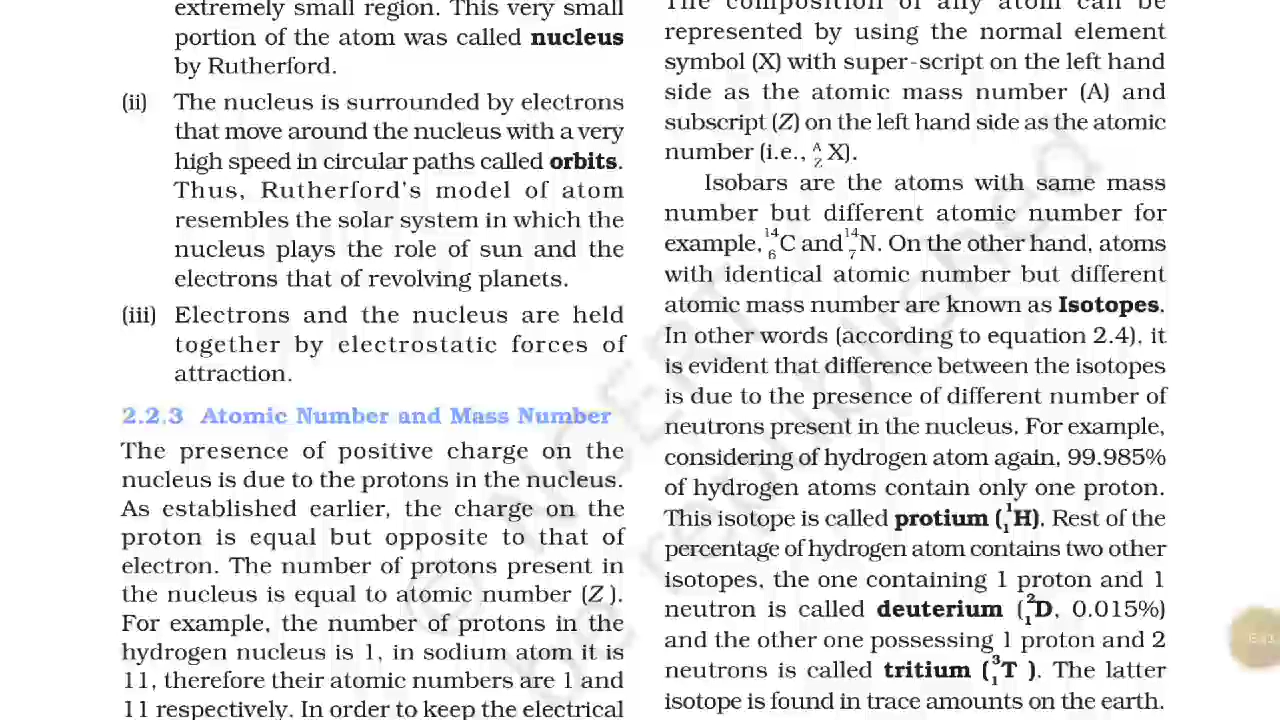 extremely small region. This very small
portion of the atom was called nucleus
by Rutherford.
(ii) The nucleus is surrounded by electrons
that move around the nucleus with a very
high speed in circular paths called orbits.
Thus, Rutherford's model of atom
resembles the solar system in which the
nucleus plays the role of sun and the
electrons that of revolving planets.
(iii) Electrons and the nucleus are held
together by electrostatic forces of
attraction.
2.2.3 Atomic Number and Mass Number
The presence of positive charge on the
nucleus is due to the protons in the nucleus.
As established earlier, the charge on the
proton is equal but opposite to that of
electron. The number of protons present in
the nucleus is equal to atomic number (Z ).
For example, the number of protons in the
hydrogen nucleus is 1, in sodium atom it is
11, therefore their atomic numbers are 1 and
11 respectively. In order to keep the electrical
The composition of any atom can be
represented by using the normal element
symbol (X) with super-script on the left hand
side as the atomic mass number (A) and
subscript (Z) on the left hand side as the atomic
number (i.e., ᴬ_Z X).
Isobars are the atoms with same mass
number but different atomic number for
example, ¹⁴₆C and ¹⁴₇N. On the other hand, atoms
with identical atomic number but different
atomic mass number are known as Isotopes.
In other words (according to equation 2.4), it
is evident that difference between the isotopes
is due to the presence of different number of
neutrons present in the nucleus. For example,
considering of hydrogen atom again, 99.985%
of hydrogen atoms contain only one proton.
This isotope is called protium (¹₁H). Rest of the
percentage of hydrogen atom contains two other
isotopes, the one containing 1 proton and 1
neutron is called deuterium (²₁D, 0.015%)
and the other one possessing 1 proton and 2
neutrons is called tritium (³₁T ). The latter
isotope is found in trace amounts on the earth.
© NCERT
be republished